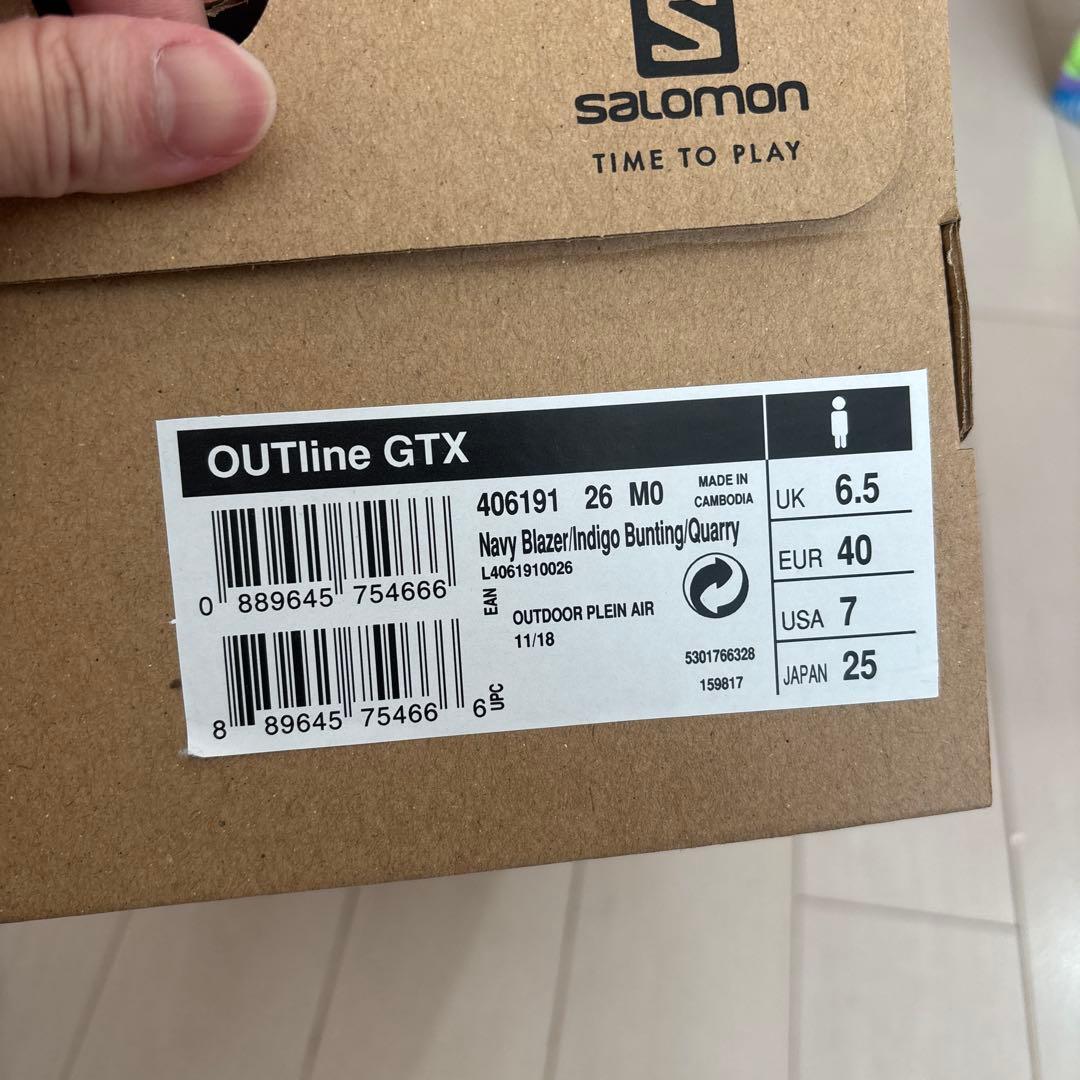 S
salomon
TIME TO PLAY
OUTline GTX
406191 26 M0
MADE IN
CAMBODIA
Navy Blazer/Indigo Bunting/Quarry
L4061910026
EAN
0 889645 754666
OUTDOOR PLEIN AIR
11/18
5301766328
159817
8 89645 75466 6
UPC
UK 6.5
EUR 40
USA 7
JAPAN 25